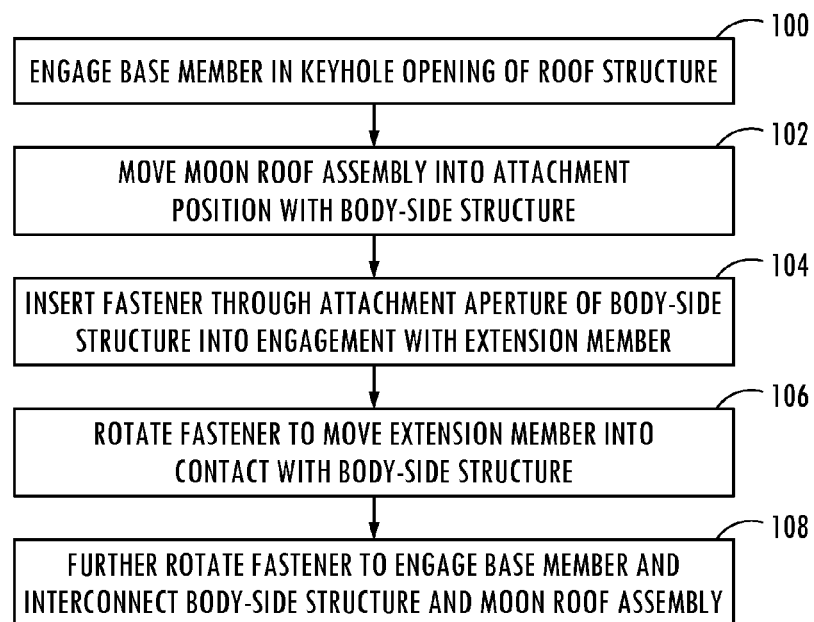 100
ENGAGE BASE MEMBER IN KEYHOLE OPENING OF ROOF STRUCTURE
102
MOVE MOON ROOF ASSEMBLY INTO ATTACHMENT
POSITION WITH BODY-SIDE STRUCTURE
104
INSERT FASTENER THROUGH ATTACHMENT APERTURE OF BODY-SIDE
STRUCTURE INTO ENGAGEMENT WITH EXTENSION MEMBER
106
ROTATE FASTENER TO MOVE EXTENSION MEMBER INTO
CONTACT WITH BODY-SIDE STRUCTURE
108
FURTHER ROTATE FASTENER TO ENGAGE BASE MEMBER AND
INTERCONNECT BODY-SIDE STRUCTURE AND MOON ROOF ASSEMBLY